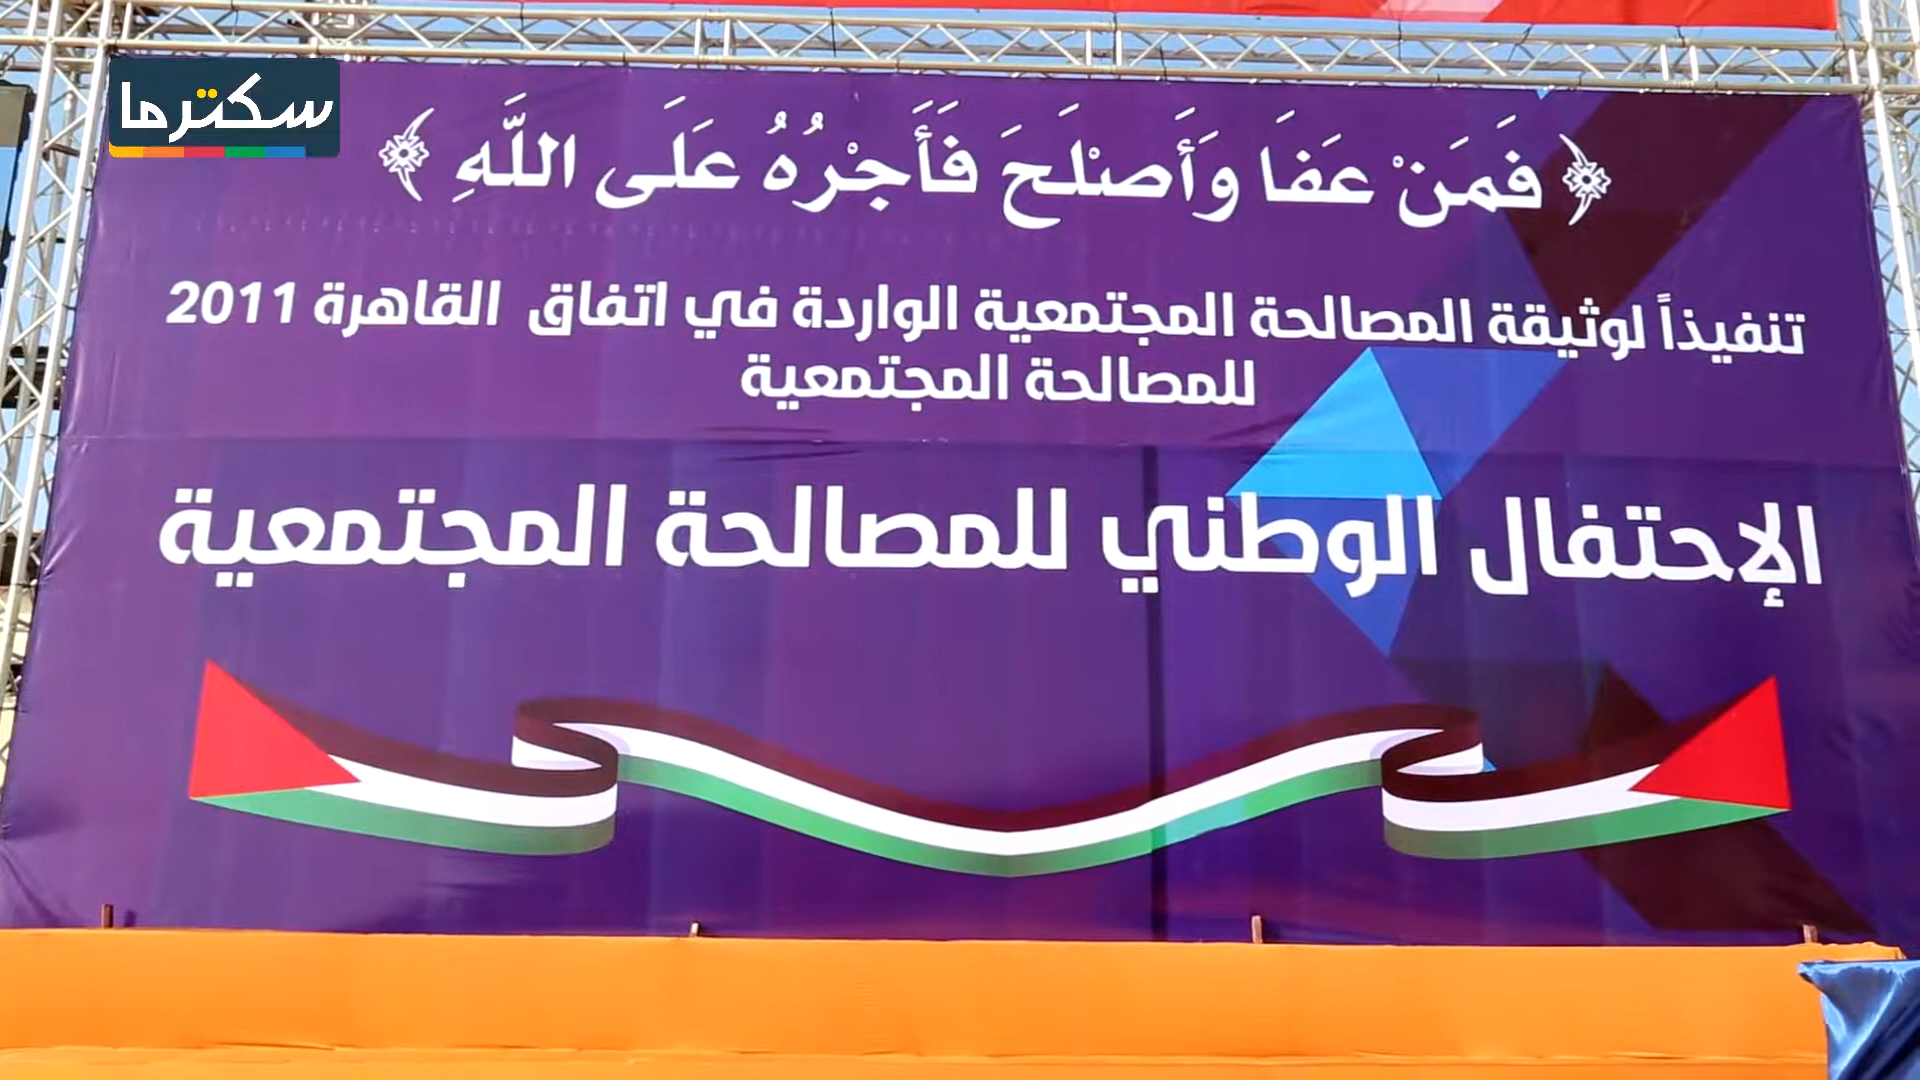 سكترما
﴿ فَمَنْ عَفَا وَأَصْلَحَ فَأَجْرُهُ عَلَى اللَّهِ ﴾
تنفيذاً لوثيقة المصالحة المجتمعية الواردة في اتفاق القاهرة 2011
للمصالحة المجتمعية
الإحتفال الوطني للمصالحة المجتمعية